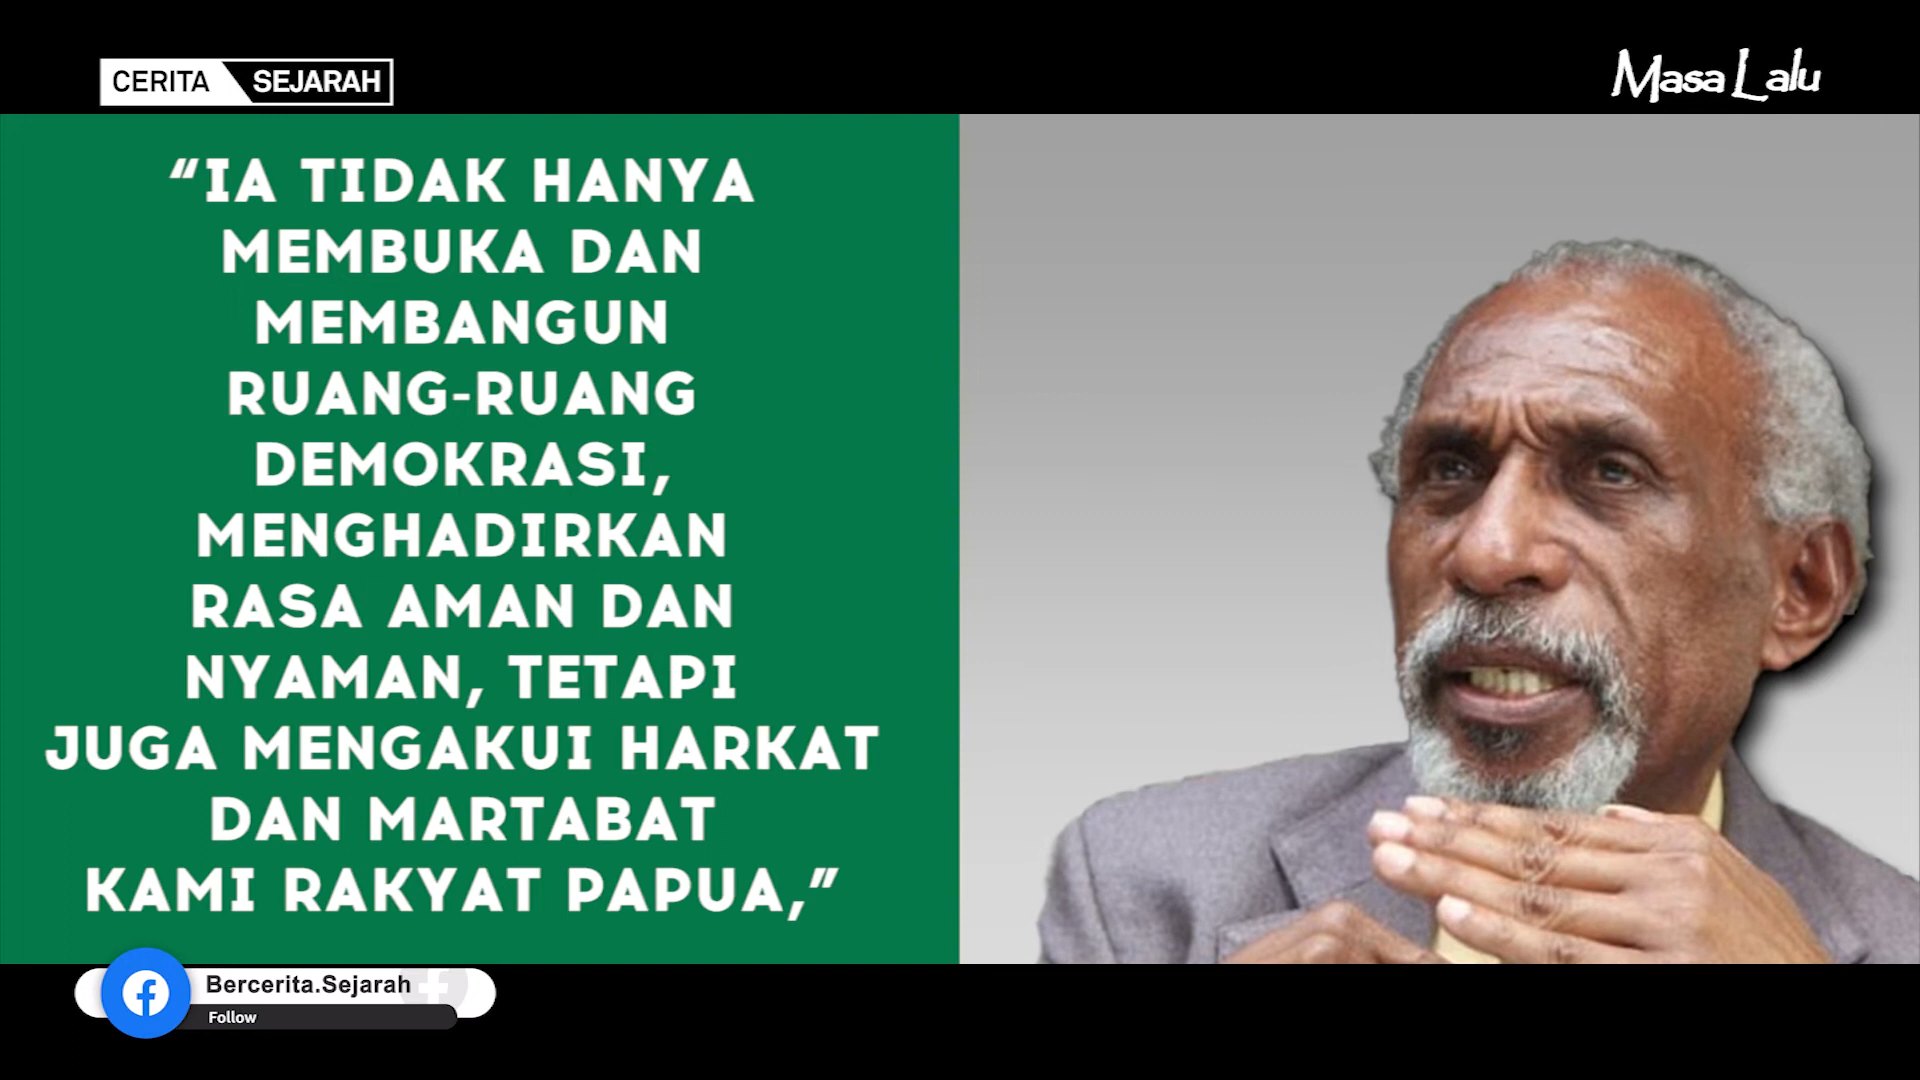 CERITA SEJARAH
Masa Lalu
“IA TIDAK HANYA
MEMBUKA DAN
MEMBANGUN
RUANG-RUANG
DEMOKRASI,
MENGHADIRKAN
RASA AMAN DAN
NYAMAN, TETAPI
JUGA MENGAKUI HARKAT
DAN MARTABAT
KAMI RAKYAT PAPUA,”
Bercerita.Sejarah
Follow